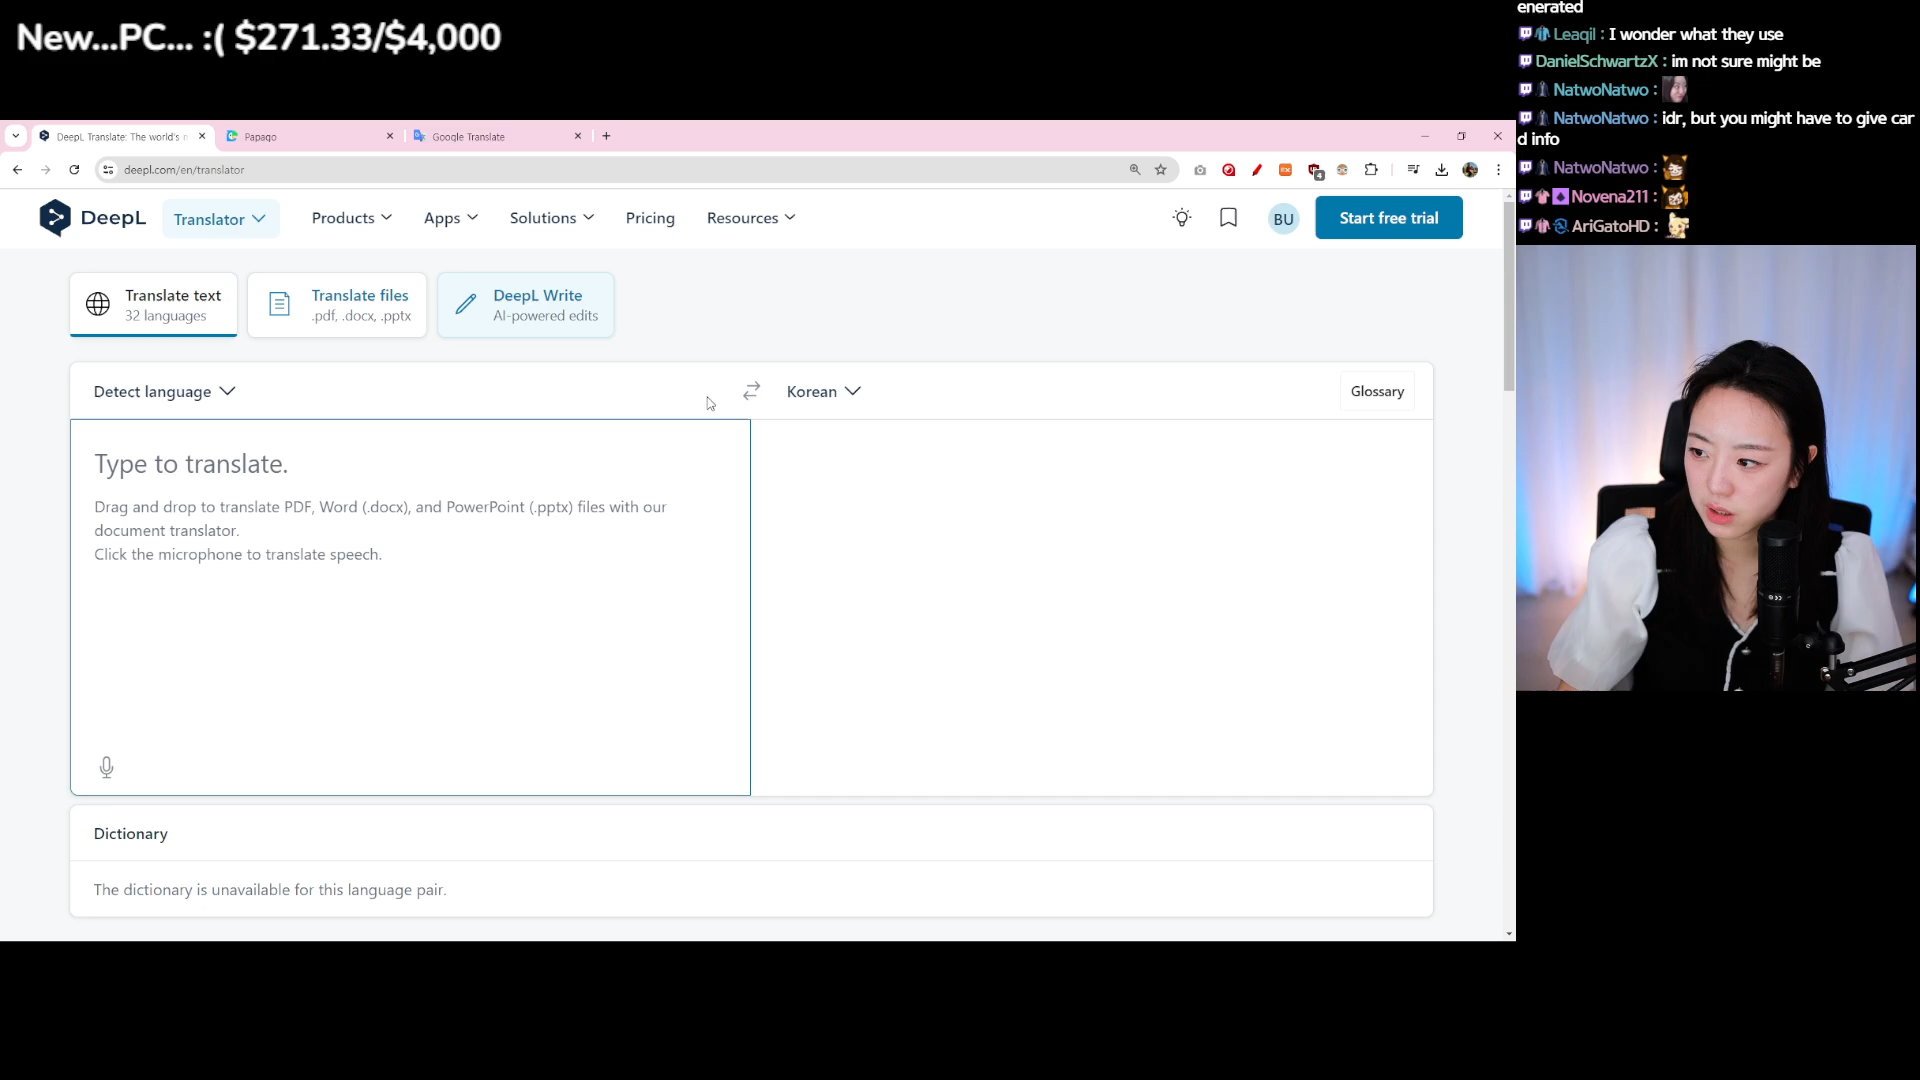 New...PC... :( $271.33/$4,000
enerated
Leaqil : I wonder what they use
DanielSchwartzX : im not sure might be
NatwoNatwo :
NatwoNatwo : idr, but you might have to give car
d info
NatwoNatwo :
Novena211 :
AriGatoHD :
DeepL Translate: The world's
Papago
Google Translate
deepl.com/en/translator
4
DeepL
Translator
Products
Apps
Solutions
Pricing
Resources
BU
Start free trial
Translate text
32 languages
Translate files
.pdf, .docx, .pptx
DeepL Write
AI-powered edits
Detect language
Korean
Glossary
Type to translate.
Drag and drop to translate PDF, Word (.docx), and PowerPoint (.pptx) files with our
document translator.
Click the microphone to translate speech.
Dictionary
The dictionary is unavailable for this language pair.